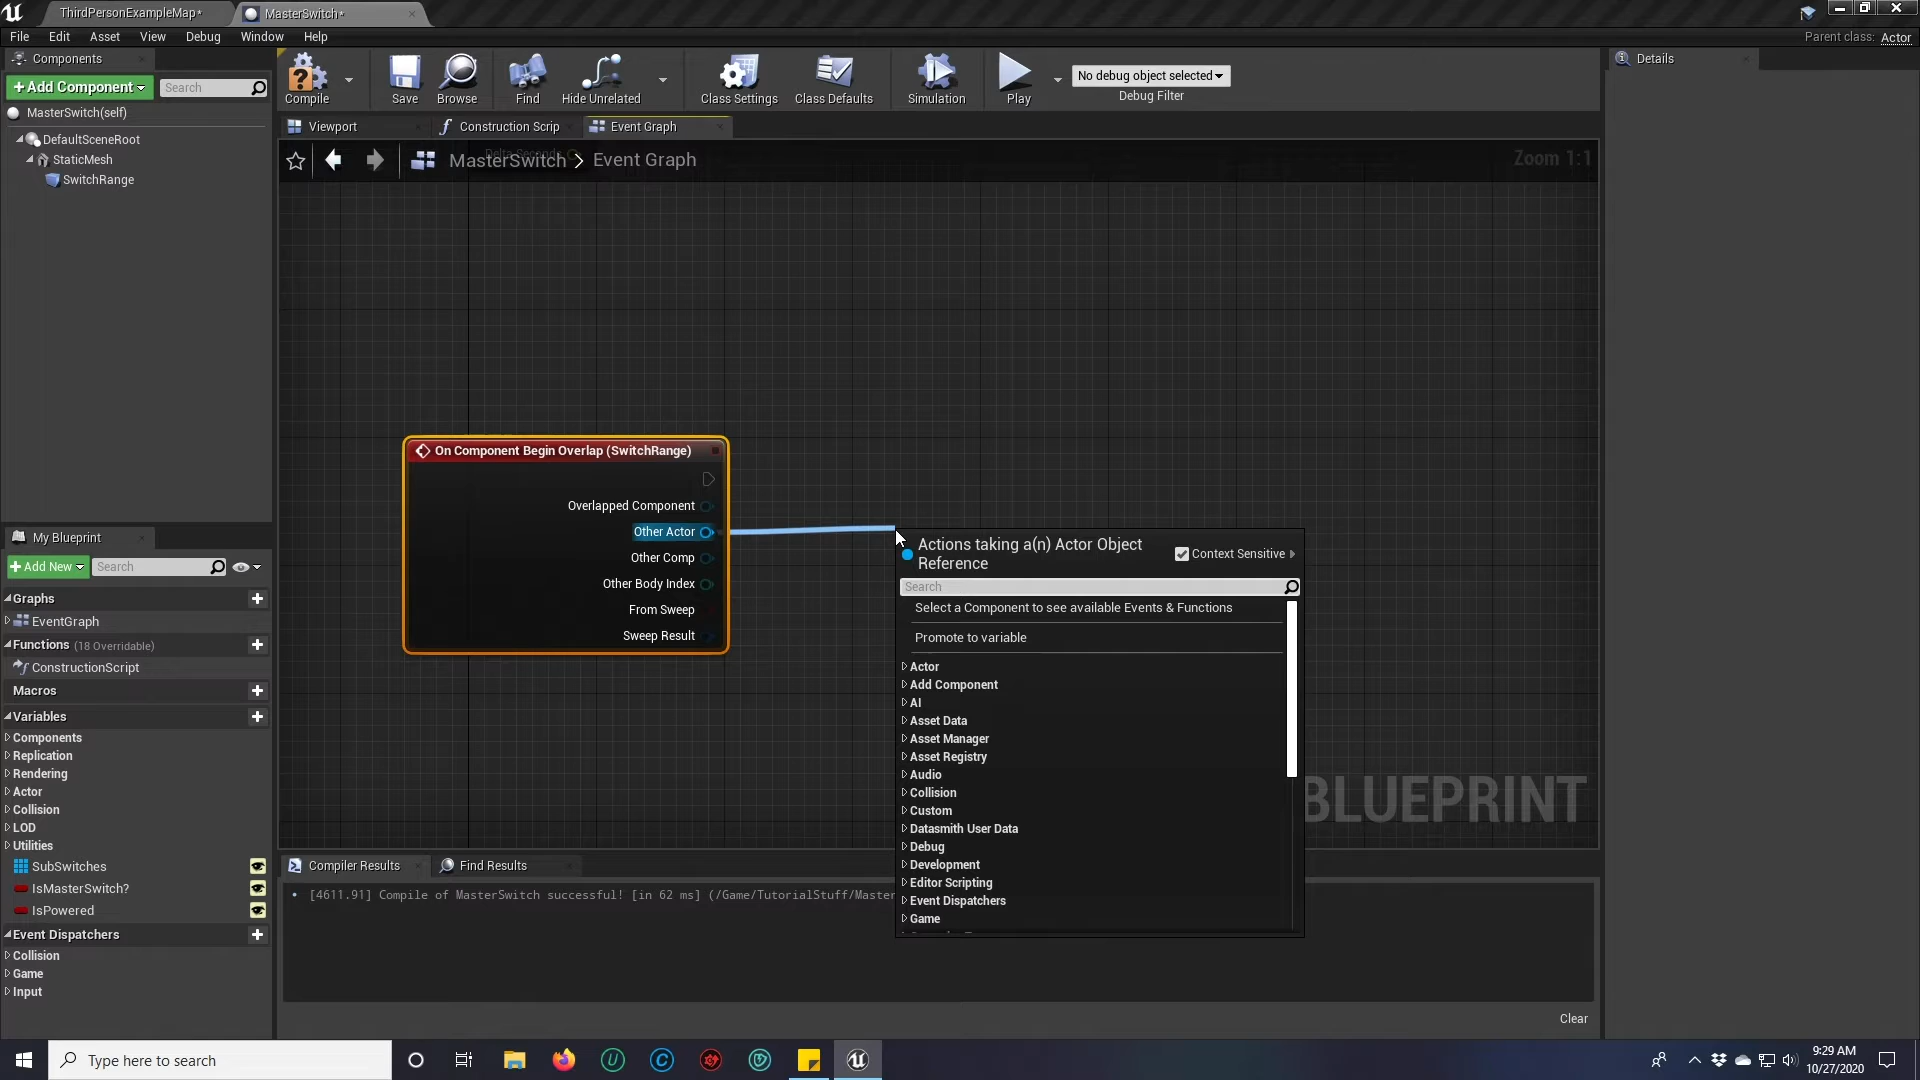 ThirdPersonExampleMap*
MasterSwitch*
File Edit Asset View Debug Window Help
Parent class: Actor
Components
+Add Component
Search
MasterSwitch(self)
DefaultSceneRoot
StaticMesh
SwitchRange
Compile
Save
Browse
Find
Hide Unrelated
Class Settings
Class Defaults
Simulation
Play
No debug object selected
Debug Filter
Details
Viewport
Construction Scrip
Event Graph
MasterSwitch > Event Graph
Zoom 1:1
On Component Begin Overlap (SwitchRange)
Overlapped Component
Other Actor
Other Comp
Other Body Index
From Sweep
Sweep Result
Actions taking a(n) Actor Object
Reference
Context Sensitive
Search
Select a Component to see available Events & Functions
Promote to variable
Actor
Add Component
AI
Asset Data
Asset Manager
Asset Registry
Audio
Collision
Custom
Datasmith User Data
Debug
Development
Editor Scripting
Event Dispatchers
Game
BLUEPRINT
My Blueprint
+Add New
Search
Graphs
EventGraph
Functions (18 Overridable)
ConstructionScript
Macros
Variables
Components
Replication
Rendering
Actor
Collision
LOD
Utilities
SubSwitches
IsMasterSwitch?
IsPowered
Event Dispatchers
Collision
Game
Input
Compiler Results
Find Results
[4611.91] Compile of MasterSwitch successful! [in 62 ms] (/Game/TutorialStuff/Master
Clear
Type here to search
9:29 AM
10/27/2020